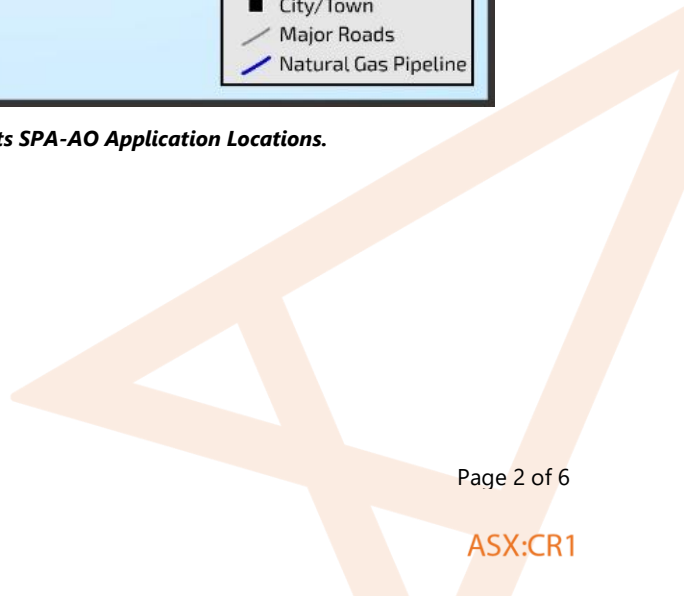 City/Town
Major Roads
Natural Gas Pipeline
ts SPA-AO Application Locations.
Page 2 of 6
ASX:CR1